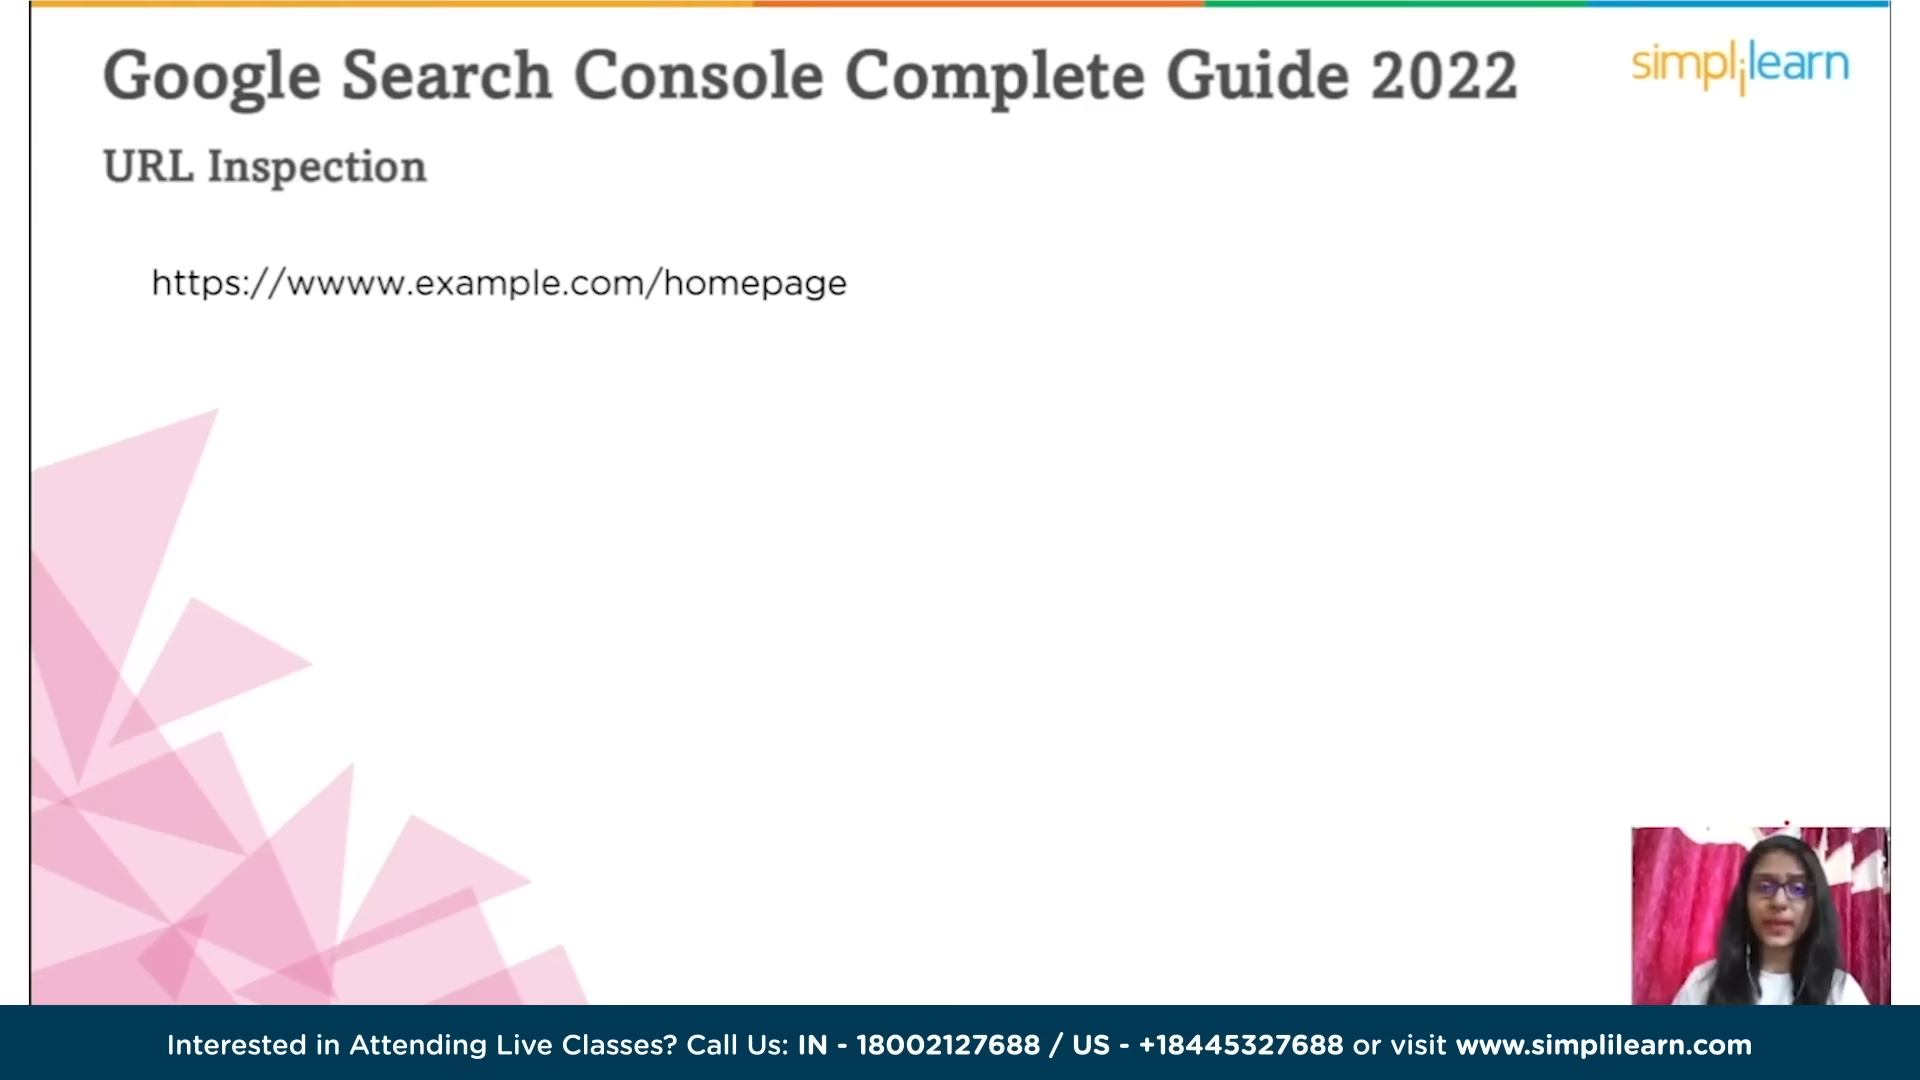 Google Search Console Complete Guide 2022
simplilearn
URL Inspection
https://wwww.example.com/homepage
Interested in Attending Live Classes? Call Us: IN - 18002127688 / US - +18445327688 or visit www.simplilearn.com